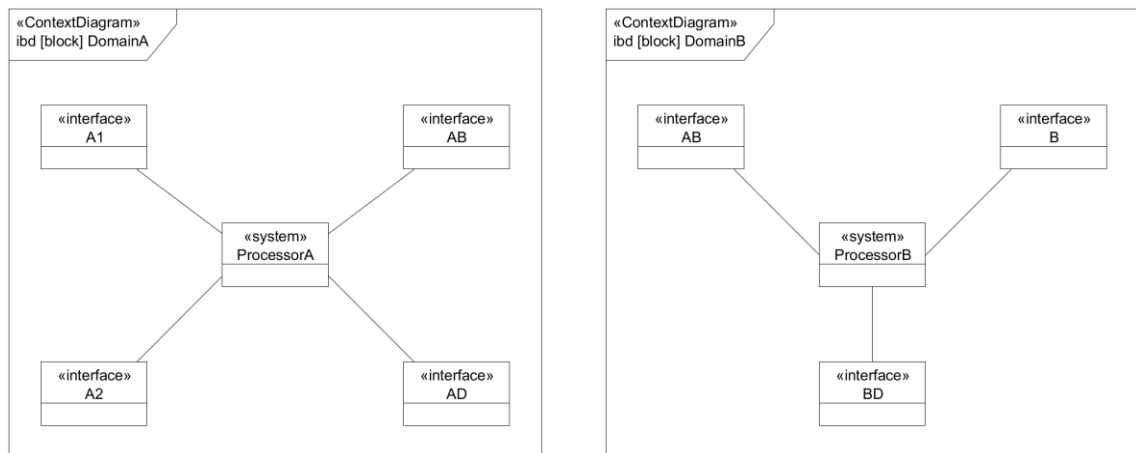 «ContextDiagram»
ibd [block] DomainA
«interface»
A1
«interface»
AB
«system»
ProcessorA
«interface»
A2
«interface»
AD
«ContextDiagram»
ibd [block] DomainB
«interface»
AB
«interface»
B
«system»
ProcessorB
«interface»
BD